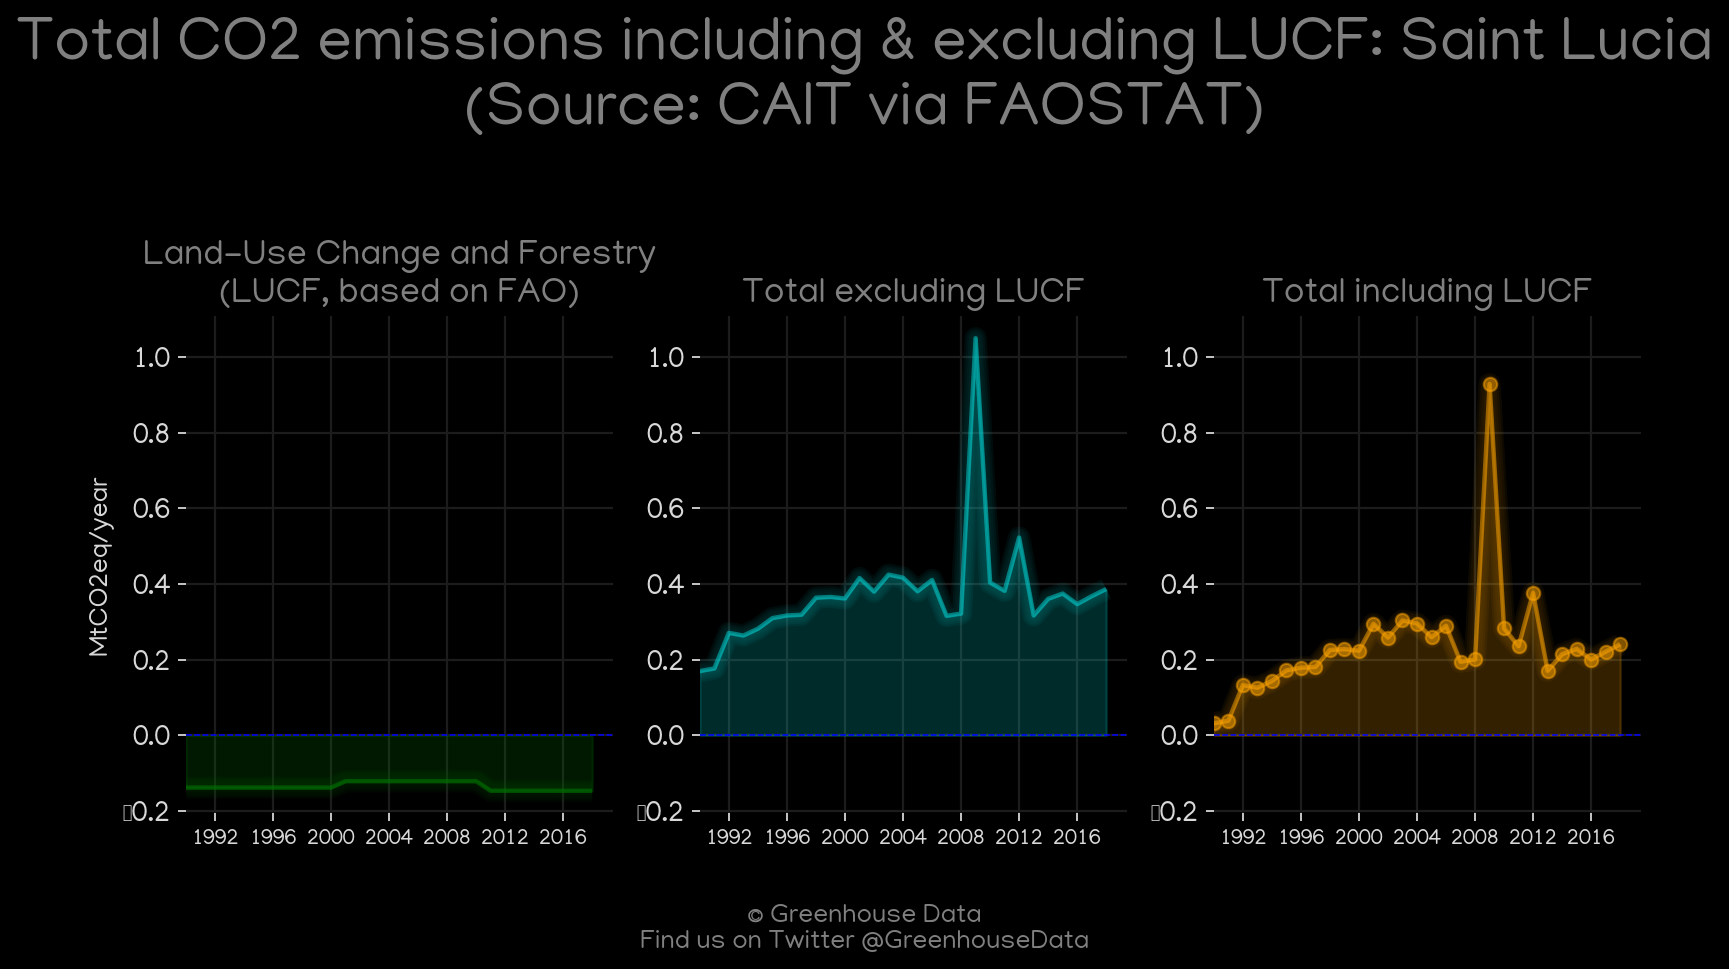 Total CO2 emissions including & excluding LUCF: Saint Lucia
(Source: CAIT via FAOSTAT)
Land-Use Change and Forestry
(LUCF, based on FAO)
Total excluding LUCF
Total including LUCF
MtCO2eq/year
1.0
0.8
0.6
0.4
0.2
0.0
▯0.2
1992 1996 2000 2004 2008 2012 2016
1.0
0.8
0.6
0.4
0.2
0.0
▯0.2
1992 1996 2000 2004 2008 2012 2016
1.0
0.8
0.6
0.4
0.2
0.0
▯0.2
1992 1996 2000 2004 2008 2012 2016
© Greenhouse Data
Find us on Twitter @GreenhouseData